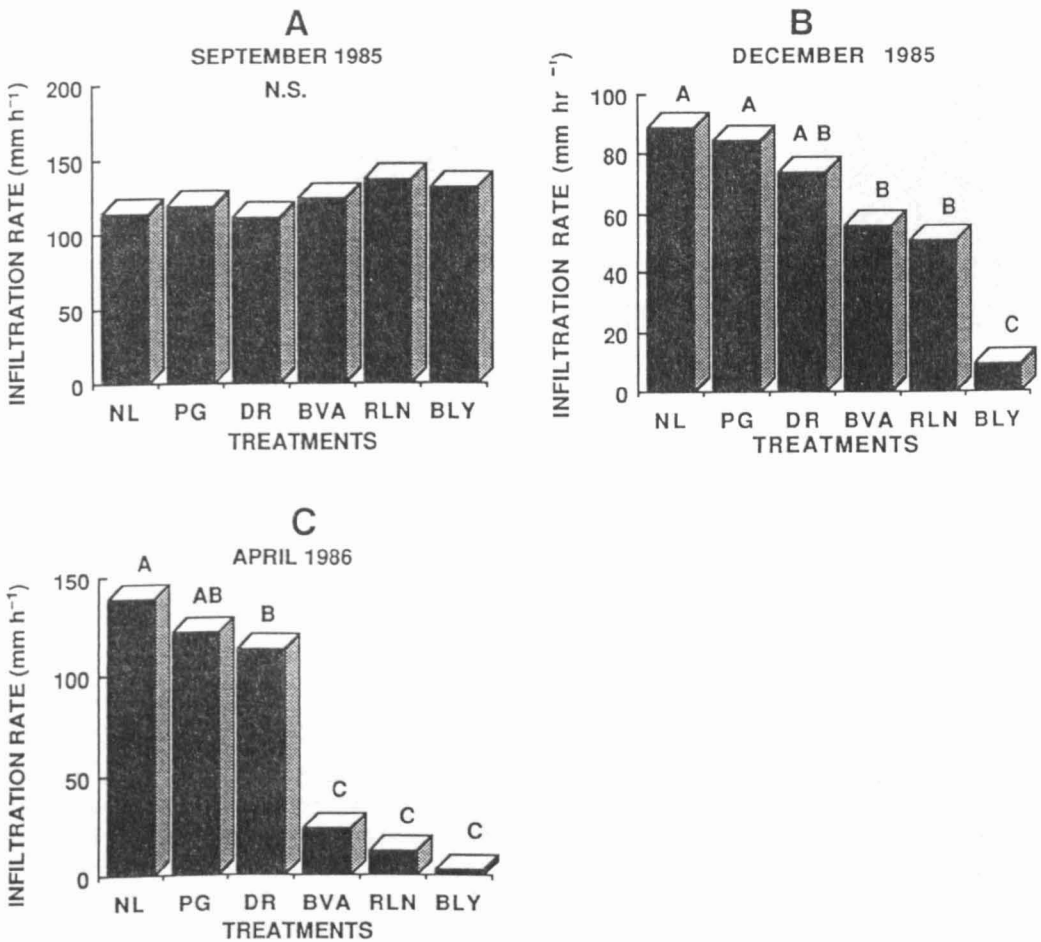 A
SEPTEMBER 1985
N.S.
INFILTRATION RATE (mm h⁻¹)
200
150
100
50
0
NL PG DR BVA RLN BLY
TREATMENTS
B
DECEMBER 1985
INFILTRATION RATE (mm hr ⁻¹)
100
80
60
40
20
0
A A A B B B C
NL PG DR BVA RLN BLY
TREATMENTS
C
APRIL 1986
INFILTRATION RATE (mm h⁻¹)
150
100
50
0
A AB B C C C
NL PG DR BVA RLN BLY
TREATMENTS